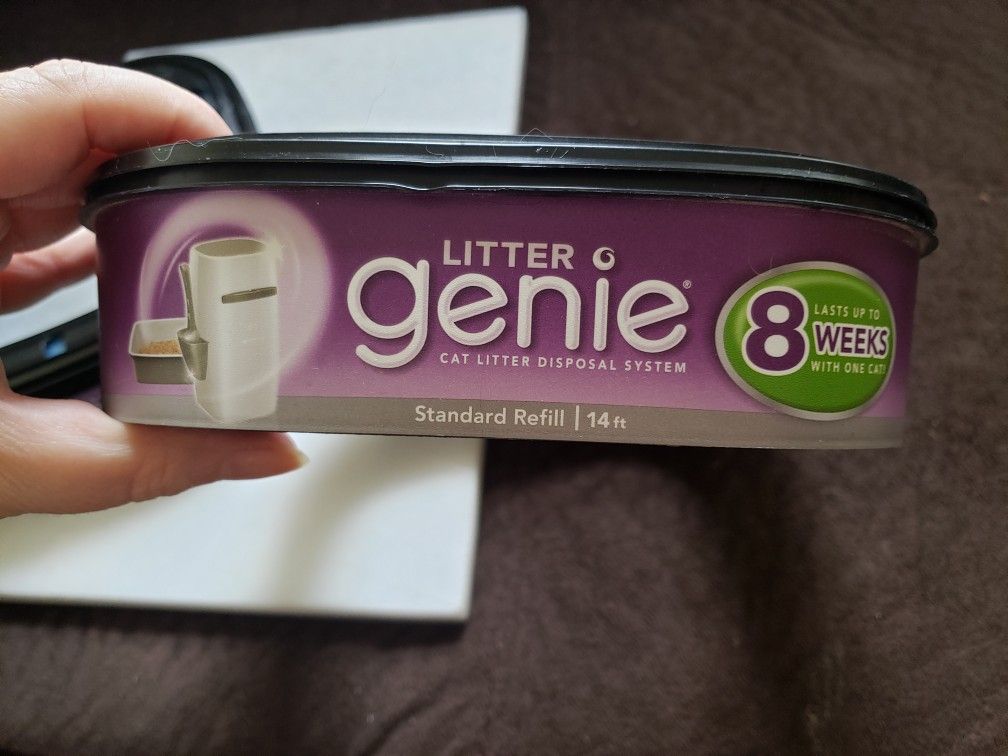 LITTER
genie®
CAT LITTER DISPOSAL SYSTEM
Standard Refill | 14 ft
8
LASTS UP TO
WEEKS
WITH ONE CAT!